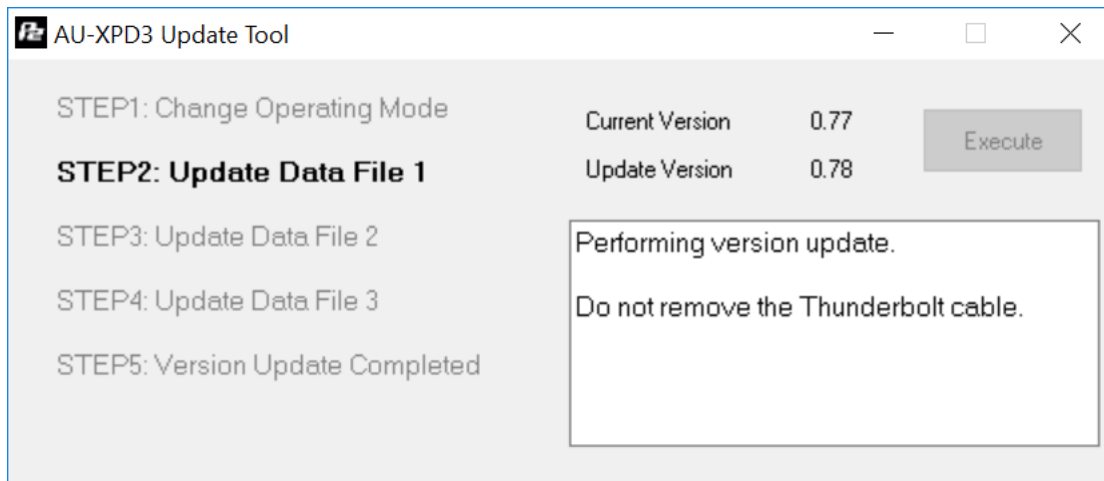 P2 AU-XPD3 Update Tool
STEP1: Change Operating Mode
STEP2: Update Data File 1
STEP3: Update Data File 2
STEP4: Update Data File 3
STEP5: Version Update Completed
Current Version 0.77
Update Version 0.78
Execute
Performing version update.
Do not remove the Thunderbolt cable.